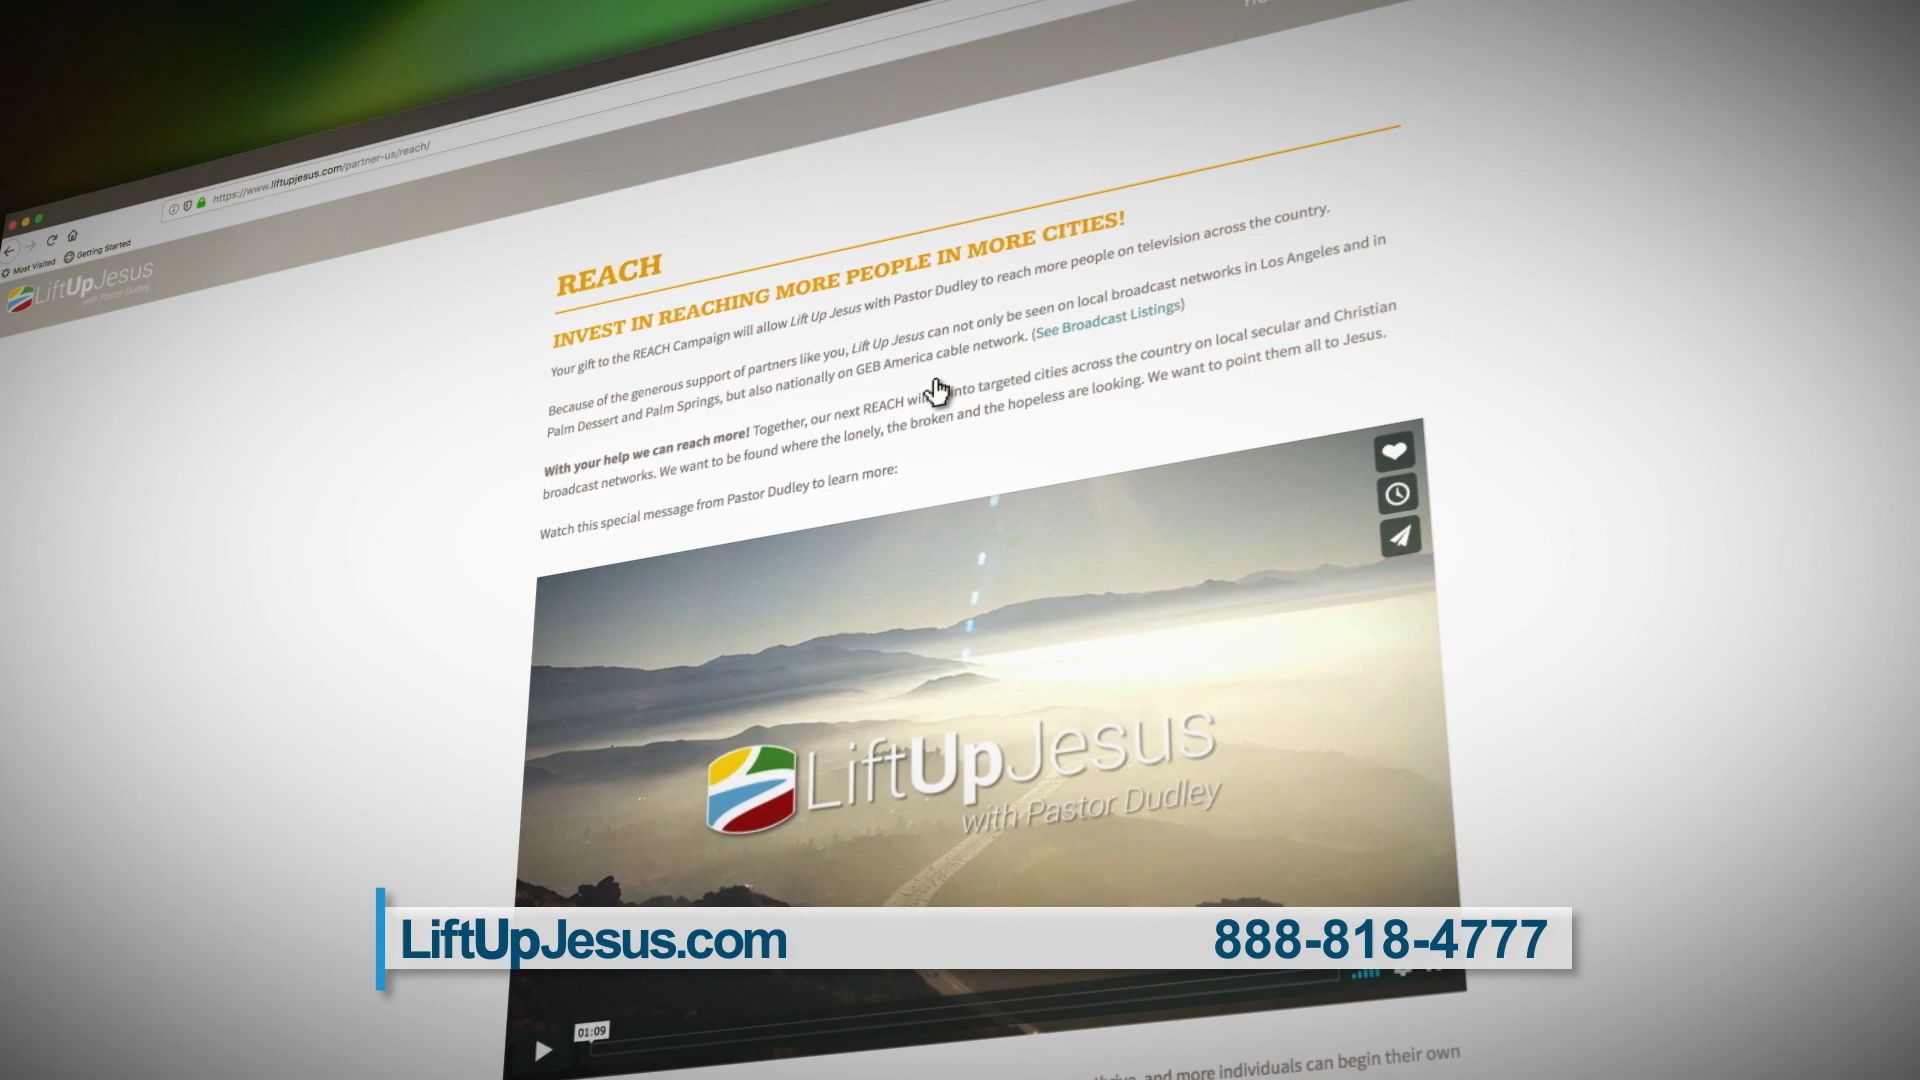 https://www.liftupjesus.com/partner-us/reach/
Most Visited Getting Started
LiftUpJesus
with Pastor Dudley
REACH
INVEST IN REACHING MORE PEOPLE IN MORE CITIES!
Your gift to the REACH Campaign will allow Lift Up Jesus with Pastor Dudley to reach more people on television across the country.
Because of the generous support of partners like you, Lift Up Jesus can not only be seen on local broadcast networks in Los Angeles and in
Palm Dessert and Palm Springs, but also nationally on GEB America cable network. (See Broadcast Listings)
With your help we can reach more! Together, our next REACH into targeted cities across the country on local secular and Christian
broadcast networks. We want to be found where the lonely, the broken and the hopeless are looking. We want to point them all to Jesus.
Watch this special message from Pastor Dudley to learn more:
LiftUpJesus
with Pastor Dudley
LiftUpJesus.com 888-818-4777
01:09
and more individuals can begin their own